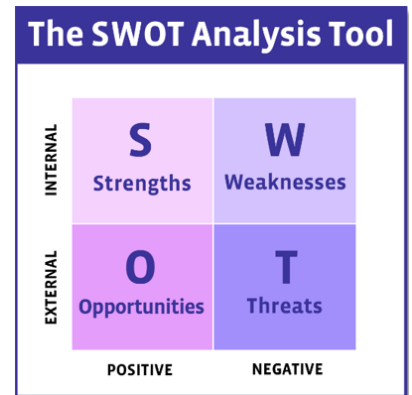 The SWOT Analysis Tool
INTERNAL
S
Strengths
W
Weaknesses
EXTERNAL
O
Opportunities
T
Threats
POSITIVE
NEGATIVE